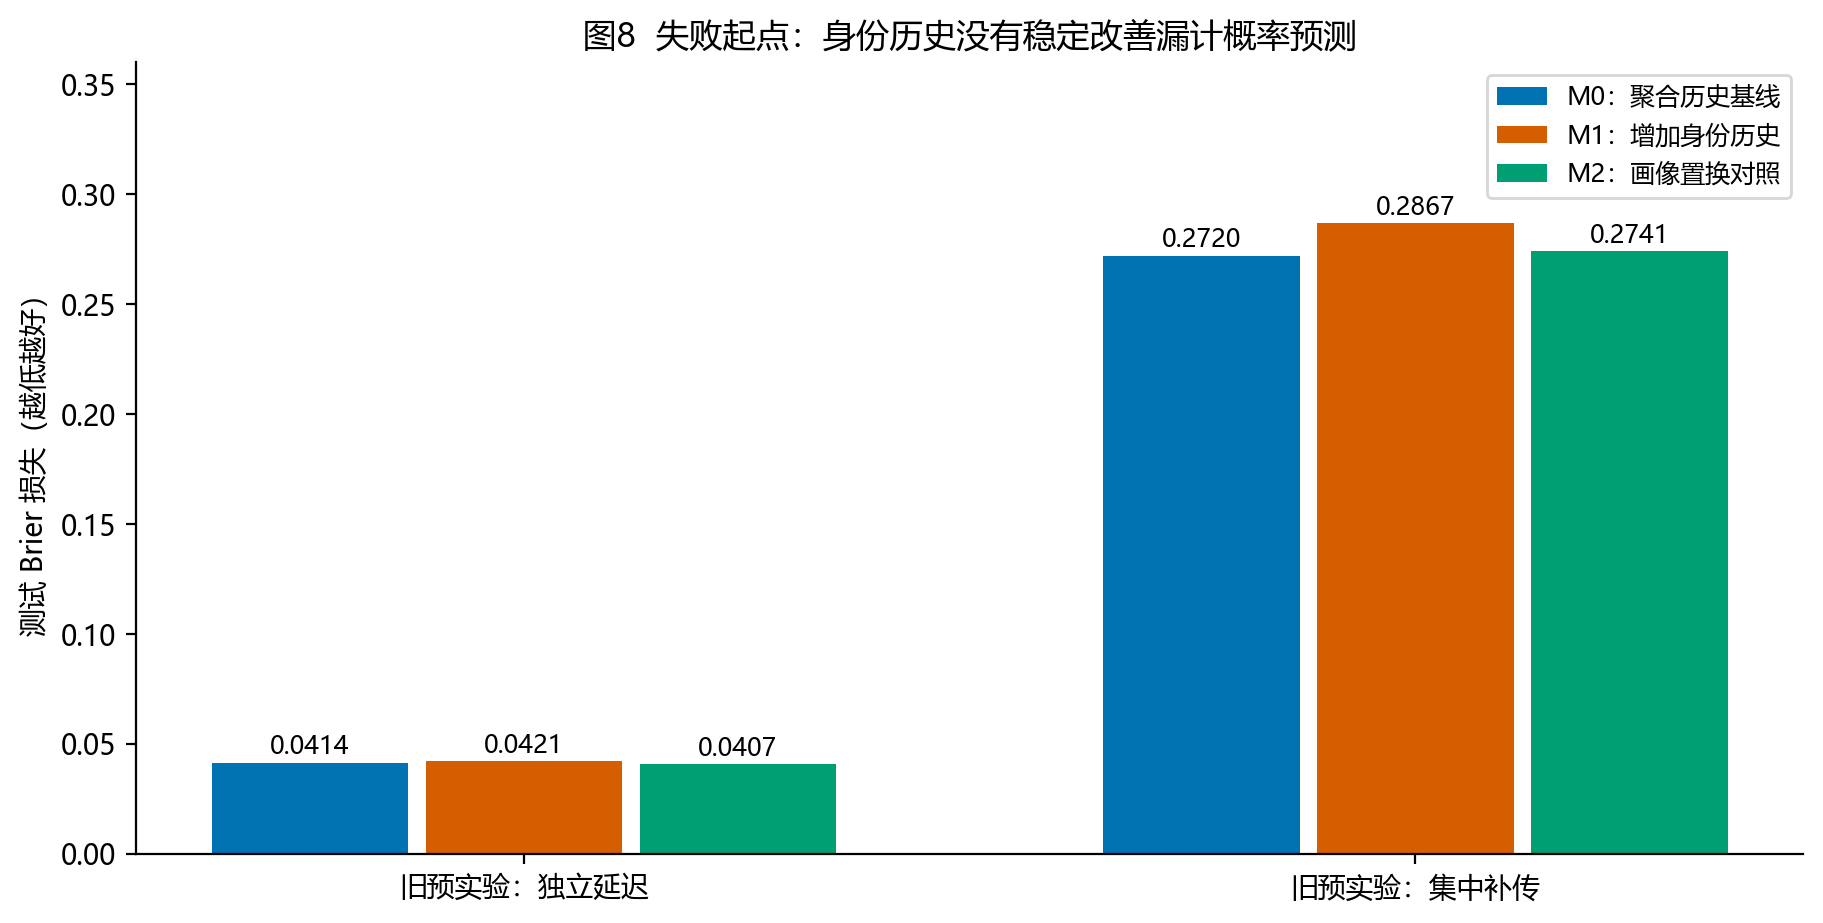 图8 失败起点：身份历史没有稳定改善漏计概率预测
M0：聚合历史基线
M1：增加身份历史
M2：画像置换对照
测试 Brier 损失（越低越好）
0.35
0.30
0.25
0.20
0.15
0.10
0.05
0.00
0.0414
0.0421
0.0407
0.2720
0.2867
0.2741
旧预实验：独立延迟
旧预实验：集中补传